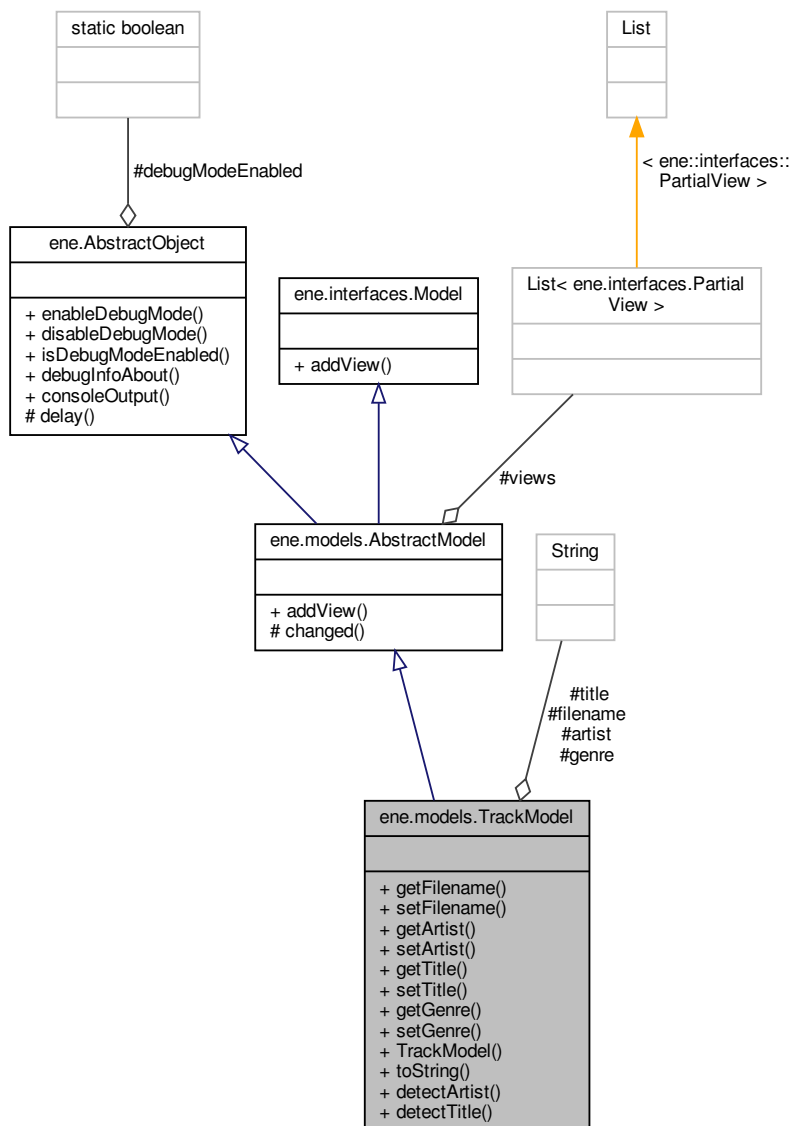 static boolean
List
#debugModeEnabled
< ene::interfaces::
PartialView >
ene.AbstractObject
+ enableDebugMode()
+ disableDebugMode()
+ isDebugModeEnabled()
+ debugInfoAbout()
+ consoleOutput()
# delay()
ene.interfaces.Model
+ addView()
List< ene.interfaces.Partial
View >
#views
ene.models.AbstractModel
+ addView()
# changed()
String
#title
#filename
#artist
#genre
ene.models.TrackModel
+ getFilename()
+ setFilename()
+ getArtist()
+ setArtist()
+ getTitle()
+ setTitle()
+ getGenre()
+ setGenre()
+ TrackModel()
+ toString()
+ detectArtist()
+ detectTitle()